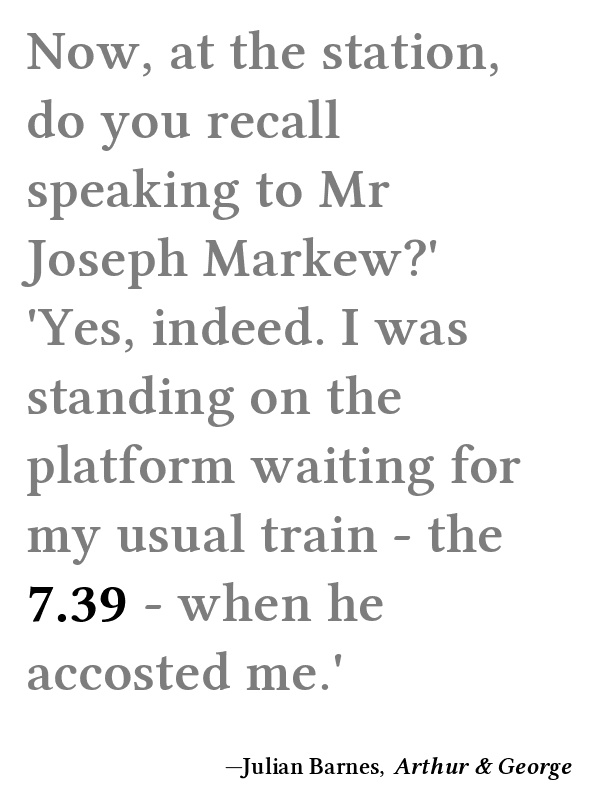 Now, at the station,
do you recall
speaking to Mr
Joseph Markew?'
'Yes, indeed. I was
standing on the
platform waiting for
my usual train - the
7.39 - when he
accosted me.'
—Julian Barnes, Arthur & George